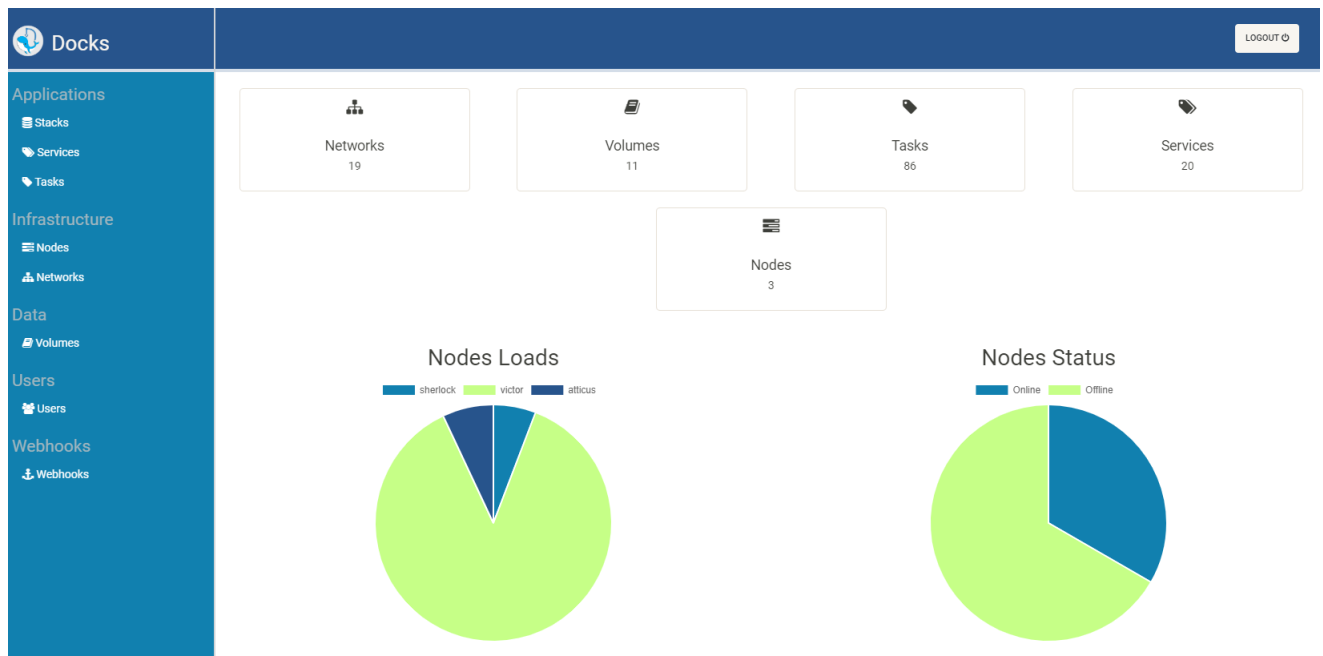 Docks
LOGOUT
Applications
Stacks
Services
Tasks
Infrastructure
Nodes
Networks
Data
Volumes
Users
Users
Webhooks
Webhooks
Networks
19
Volumes
11
Tasks
86
Services
20
Nodes
3
Nodes Loads
sherlock victor atticus
Nodes Status
Online Offline